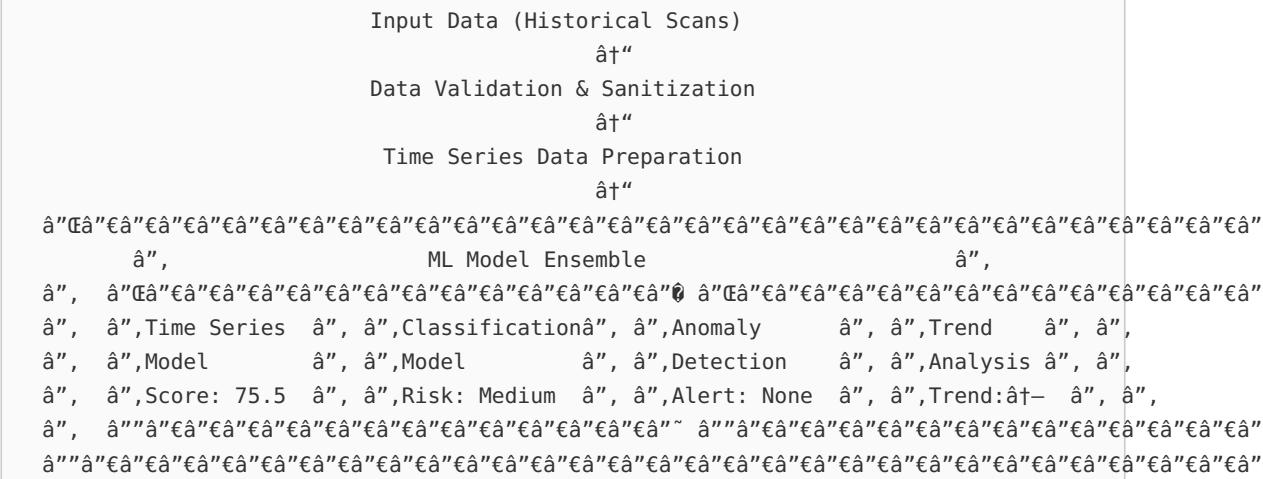 Input Data (Historical Scans)
â†“
Data Validation & Sanitization
â†“
Time Series Data Preparation
â†“
â”Œâ”€â”€â”€â”€â”€â”€â”€â”€â”€â”€â”€â”€â”€â”€â”€â”€â”€â”€â”€â”€â”€â”€â”€â”€â”€â”€â”€â”€â”€â”€â”€â”€â”€â”€â”€â”€â”
â”‚ ML Model Ensemble â”‚
â”‚ â”Œâ”€â”€â”€â”€â”€â”€â”€â”€â”€â”€â”€â”€â”€â”€â”€â”� â”Œâ”€â”€â”€â”€â”€â”€â”€â”€â”€â”€â”€â”€â”€â”€â”€â”
â”‚ â”‚Time Series â”‚ â”‚Classificationâ”‚ â”‚Anomaly â”‚ â”‚Trend â”‚ â”‚
â”‚ â”‚Model â”‚ â”‚Model â”‚ â”‚Detection â”‚ â”‚Analysis â”‚ â”‚
â”‚ â”‚Score: 75.5 â”‚ â”‚Risk: Medium â”‚ â”‚Alert: None â”‚ â”‚Trend:â†— â”‚ â”‚
â”‚ â””â”€â”€â”€â”€â”€â”€â”€â”€â”€â”€â”€â”€â”€â”€â”€â”˜ â””â”€â”€â”€â”€â”€â”€â”€â”€â”€â”€â”€â”€â”€â”€â”€â”
â””â”€â”€â”€â”€â”€â”€â”€â”€â”€â”€â”€â”€â”€â”€â”€â”€â”€â”€â”€â”€â”€â”€â”€â”€â”€â”€â”€â”€â”€â”€â”€â”€â”€â”€â”€â”€â”